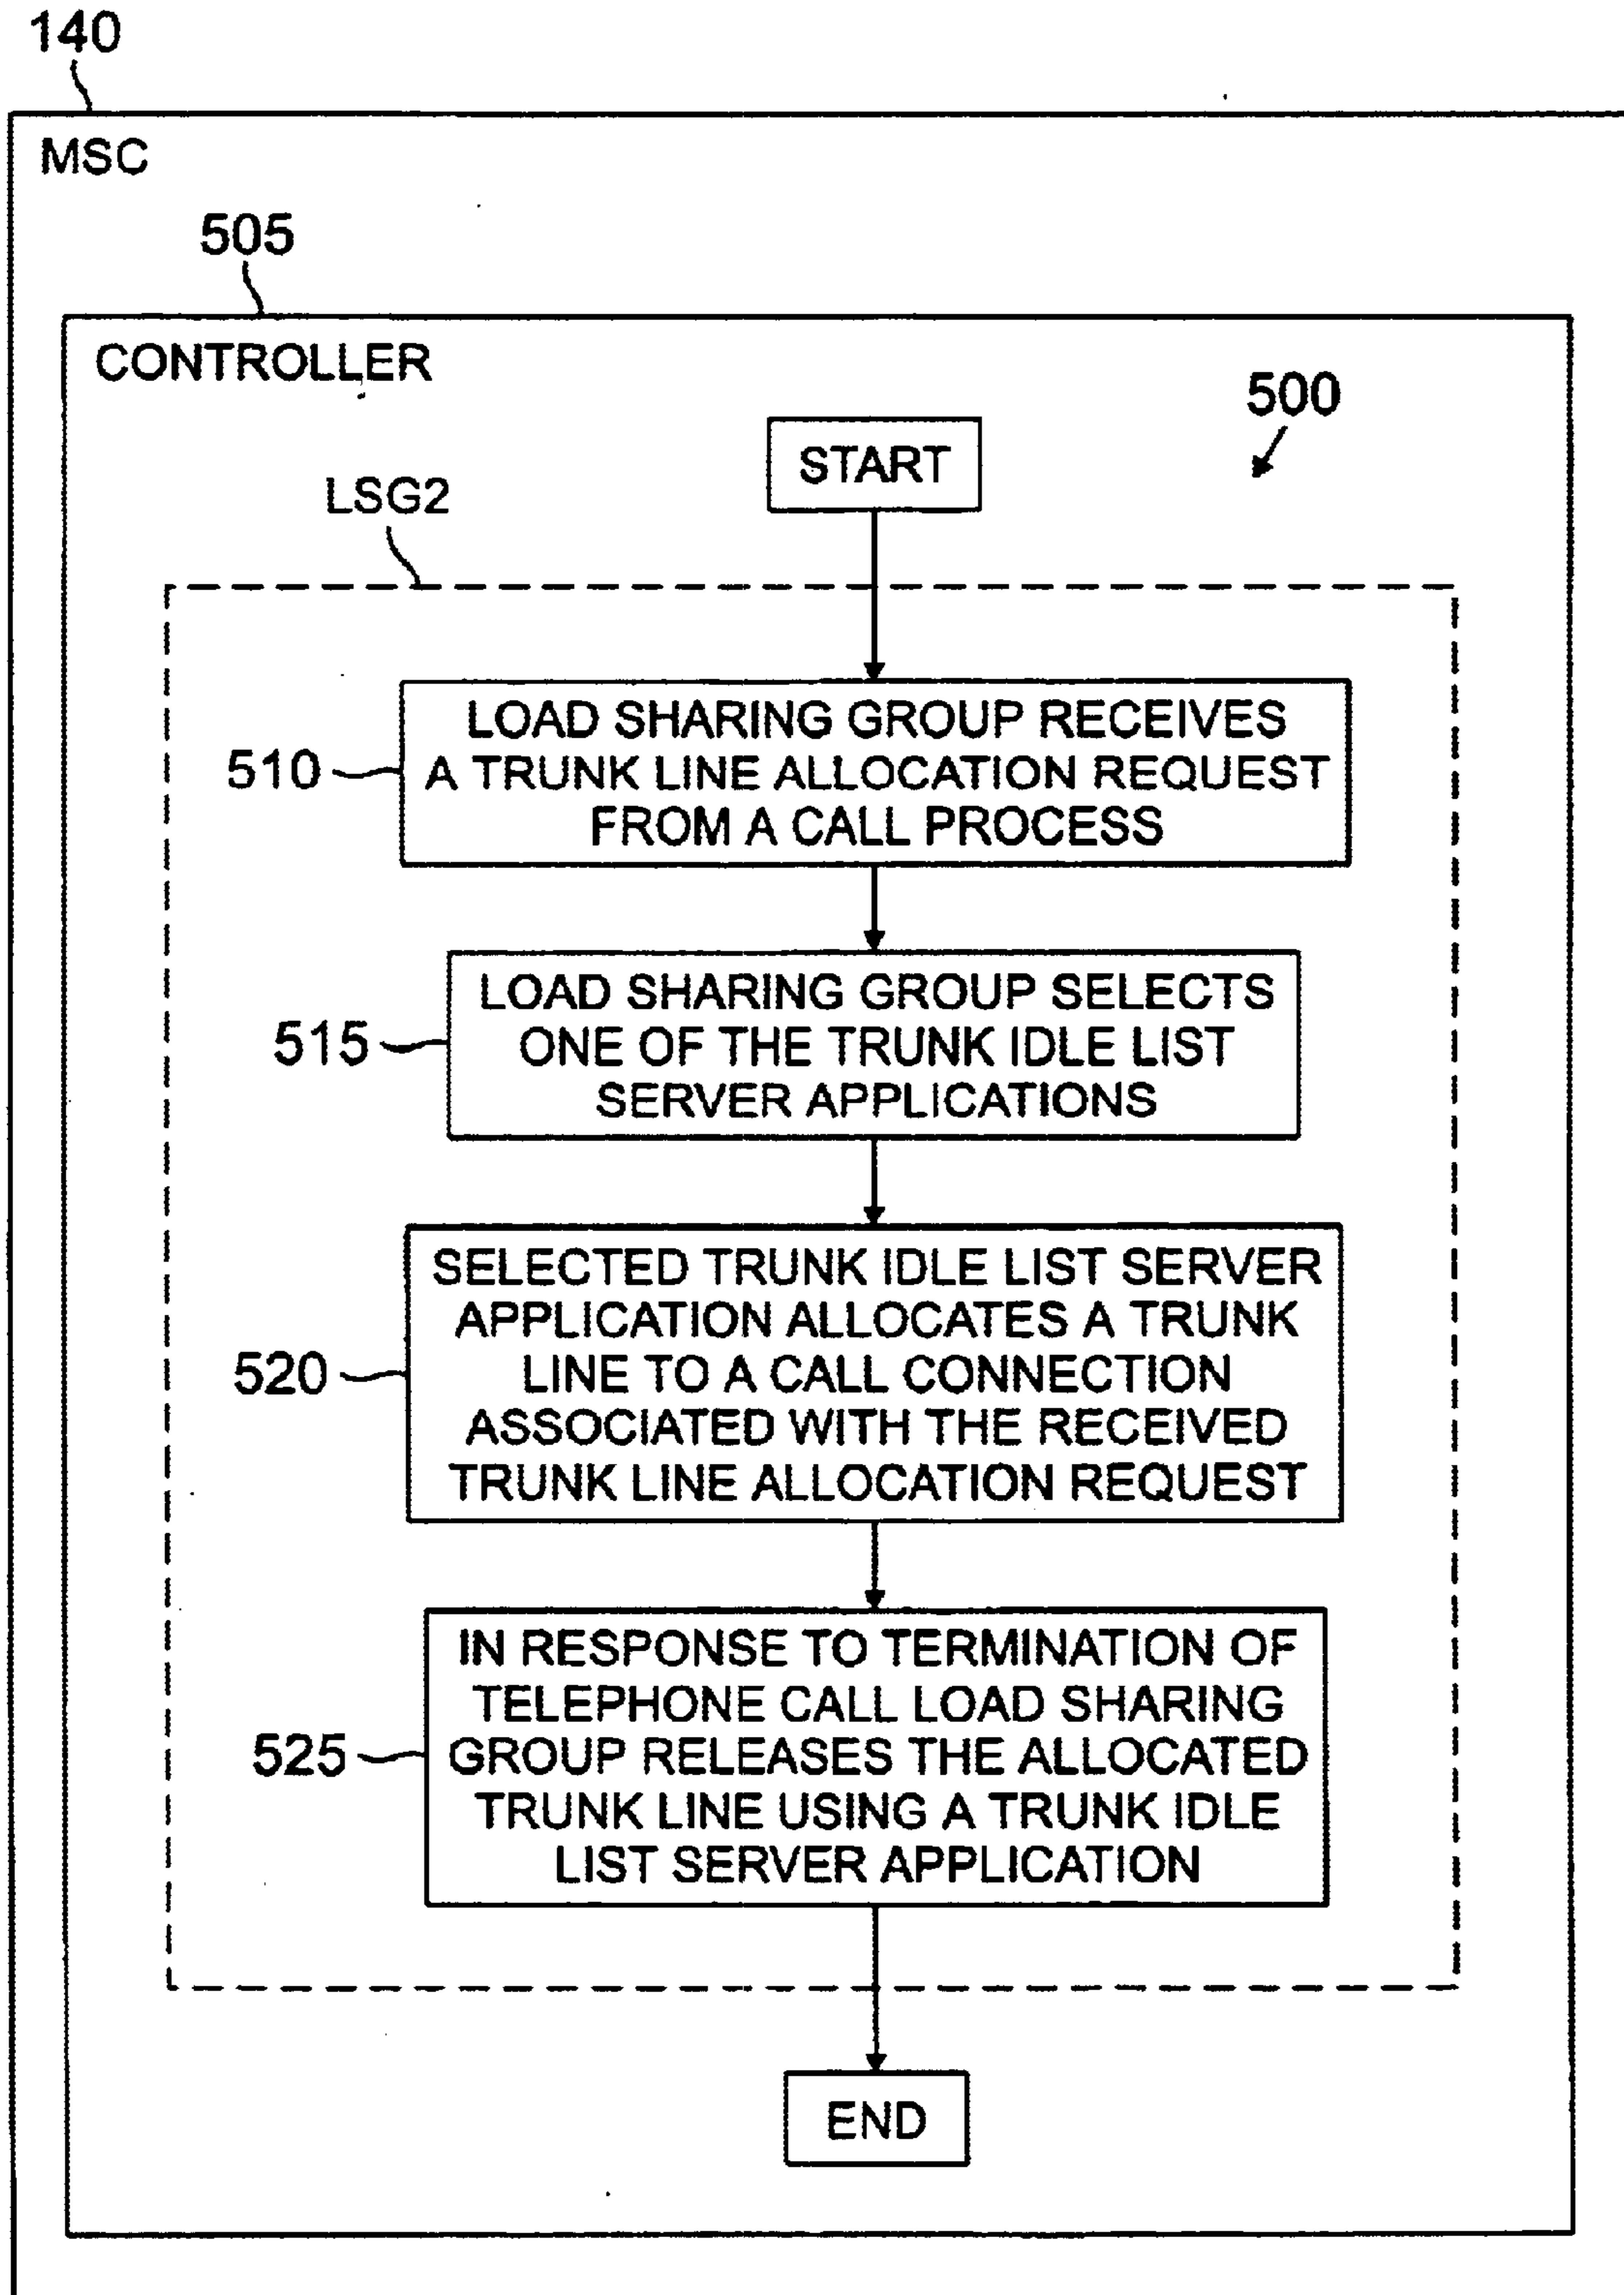 140
MSC
505
CONTROLLER
500
START
LSG2
LOAD SHARING GROUP RECEIVES
510
A TRUNK LINE ALLOCATION REQUEST
FROM A CALL PROCESS
LOAD SHARING GROUP SELECTS
515
ONE OF THE TRUNK IDLE LIST
SERVER APPLICATIONS
SELECTED TRUNK IDLE LIST SERVER
APPLICATION ALLOCATES A TRUNK
520
LINE TO A CALL CONNECTION
ASSOCIATED WITH THE RECEIVED
TRUNK LINE ALLOCATION REQUEST
IN RESPONSE TO TERMINATION OF
TELEPHONE CALL LOAD SHARING
525
GROUP RELEASES THE ALLOCATED
TRUNK LINE USING A TRUNK IDLE
LIST SERVER APPLICATION
END